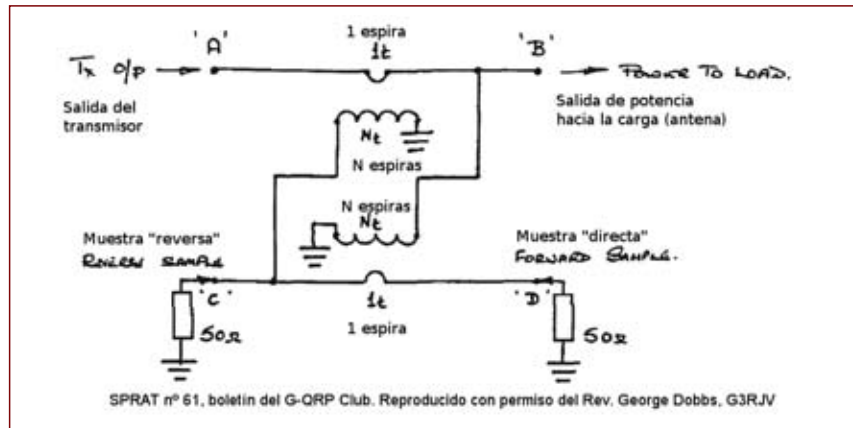 'A'
1 espira
1t
'B'
Tx O/P
POWER TO LOAD.
Salida del
transmisor
Salida de potencia
hacia la carga (antena)
Nt
N espiras
N espiras
Nt
Muestra "reversa"
REVERSE SAMPLE
Muestra "directa"
FORWARD SAMPLE.
'C'
1t
'D'
1 espira
50Ω
50Ω
SPRAT nº 61, boletín del G-QRP Club. Reproducido con permiso del Rev. George Dobbs, G3RJV